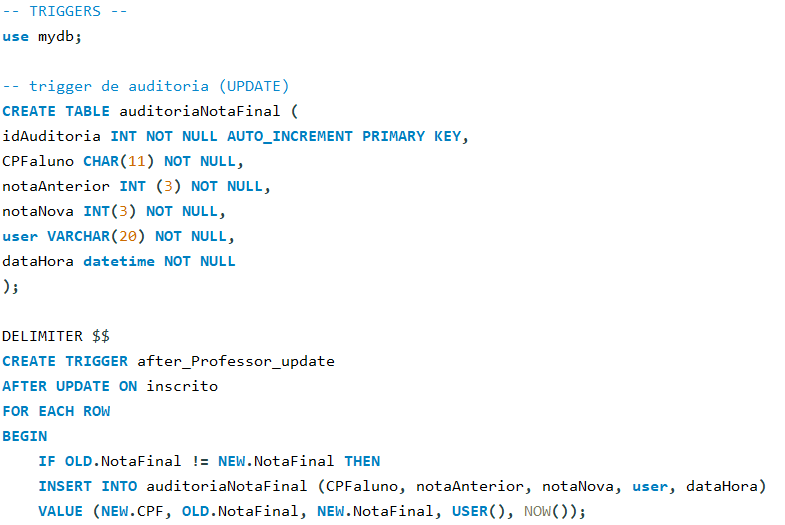 -- TRIGGERS --
use mydb;
-- trigger de auditoria (UPDATE)
CREATE TABLE auditoriaNotaFinal (
idAuditoria INT NOT NULL AUTO_INCREMENT PRIMARY KEY,
CPFaluno CHAR(11) NOT NULL,
notaAnterior INT (3) NOT NULL,
notaNova INT(3) NOT NULL,
user VARCHAR(20) NOT NULL,
dataHora datetime NOT NULL
);
DELIMITER $$
CREATE TRIGGER after_Professor_update
AFTER UPDATE ON inscrito
FOR EACH ROW
BEGIN
    IF OLD.NotaFinal != NEW.NotaFinal THEN
    INSERT INTO auditoriaNotaFinal (CPFaluno, notaAnterior, notaNova, user, dataHora)
    VALUE (NEW.CPF, OLD.NotaFinal, NEW.NotaFinal, USER(), NOW());